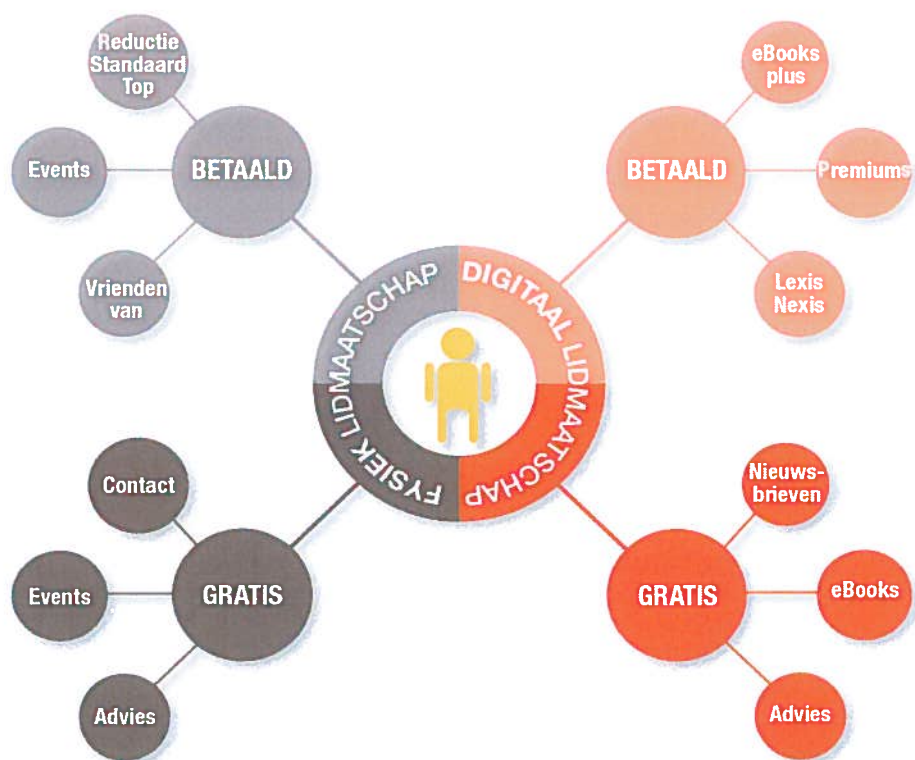 Reductie
Standaard
Top
Events
BETAALD
Vrienden
van
eBooks
plus
BETAALD
Premiums
Lexis
Nexis
FYSIEK LIDMAATSCHAP
DIGITAAL LIDMAATSCHAP
Contact
Events
GRATIS
Advies
Nieuws-
brieven
GRATIS
eBooks
Advies